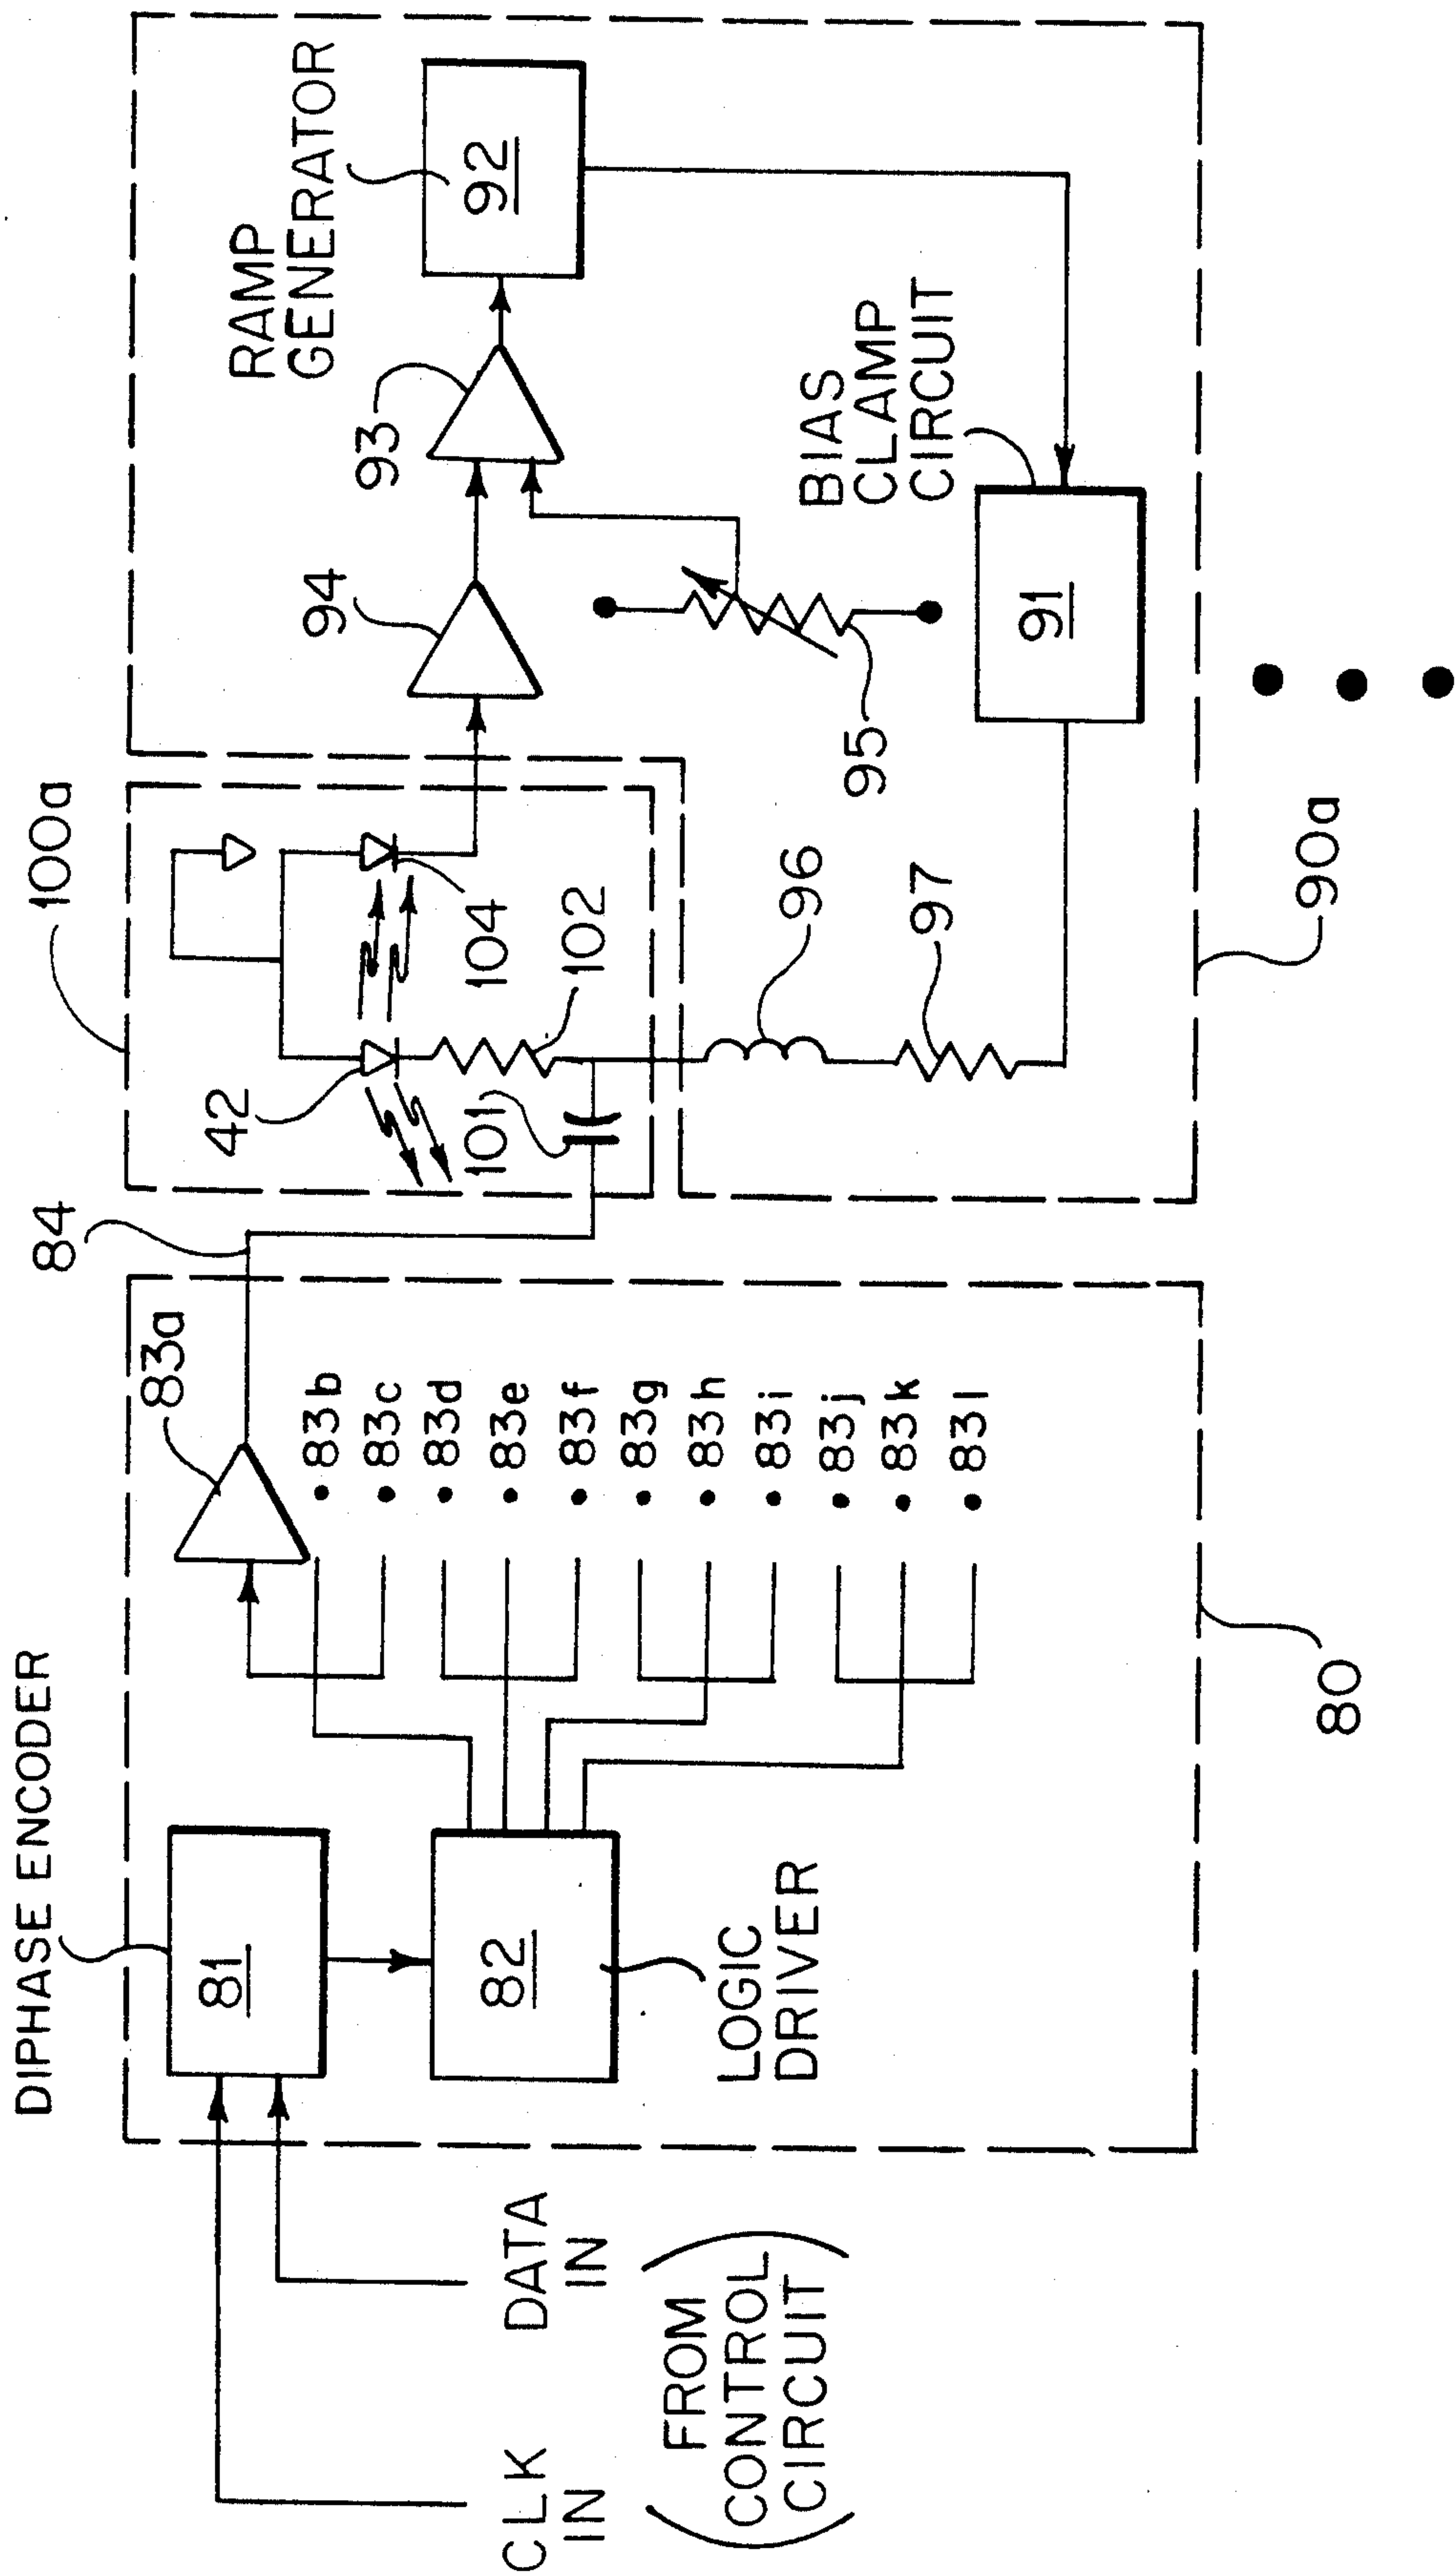 DIPHASE ENCODER
81
82
LOGIC
DRIVER
CLK
IN
DATA
IN
(FROM
CONTROL
CIRCUIT)
83a
• 83b
• 83c
• 83d
• 83e
• 83f
• 83g
• 83h
• 83i
• 83j
• 83k
• 83l
80
84
100a
42
101
102
104
94
93
RAMP
GENERATOR
92
95
BIAS
CLAMP
CIRCUIT
91
96
97
90a